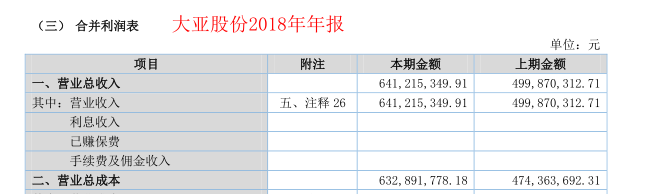 （三） 合并利润表 大亚股份2018年年报
单位：元
项目 附注 本期金额 上期金额
一、营业总收入 641,215,349.91 499,870,312.71
其中：营业收入 五、注释 26 641,215,349.91 499,870,312.71
利息收入
已赚保费
手续费及佣金收入
二、营业总成本 632,891,778.18 474,363,692.31